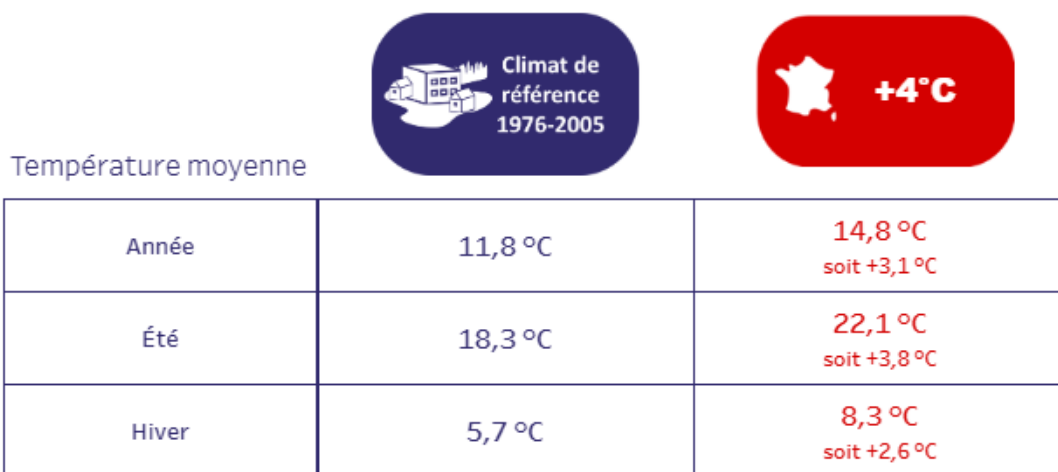 Climat de
référence
1976-2005
+4°C
Température moyenne
Année 11,8 °C 14,8 °C
soit +3,1 °C
Été 18,3 °C 22,1 °C
soit +3,8 °C
Hiver 5,7 °C 8,3 °C
soit +2,6 °C